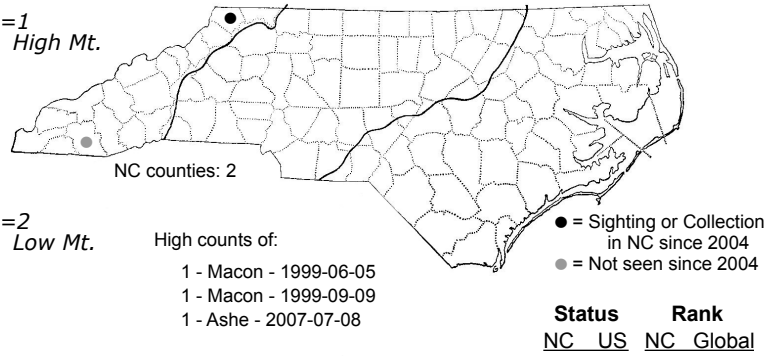 =1
High Mt.
NC counties: 2
=2
Low Mt.
High counts of:
1 - Macon - 1999-06-05
1 - Macon - 1999-09-09
1 - Ashe - 2007-07-08
= Sighting or Collection
in NC since 2004
= Not seen since 2004
Status Rank
NC US NC Global